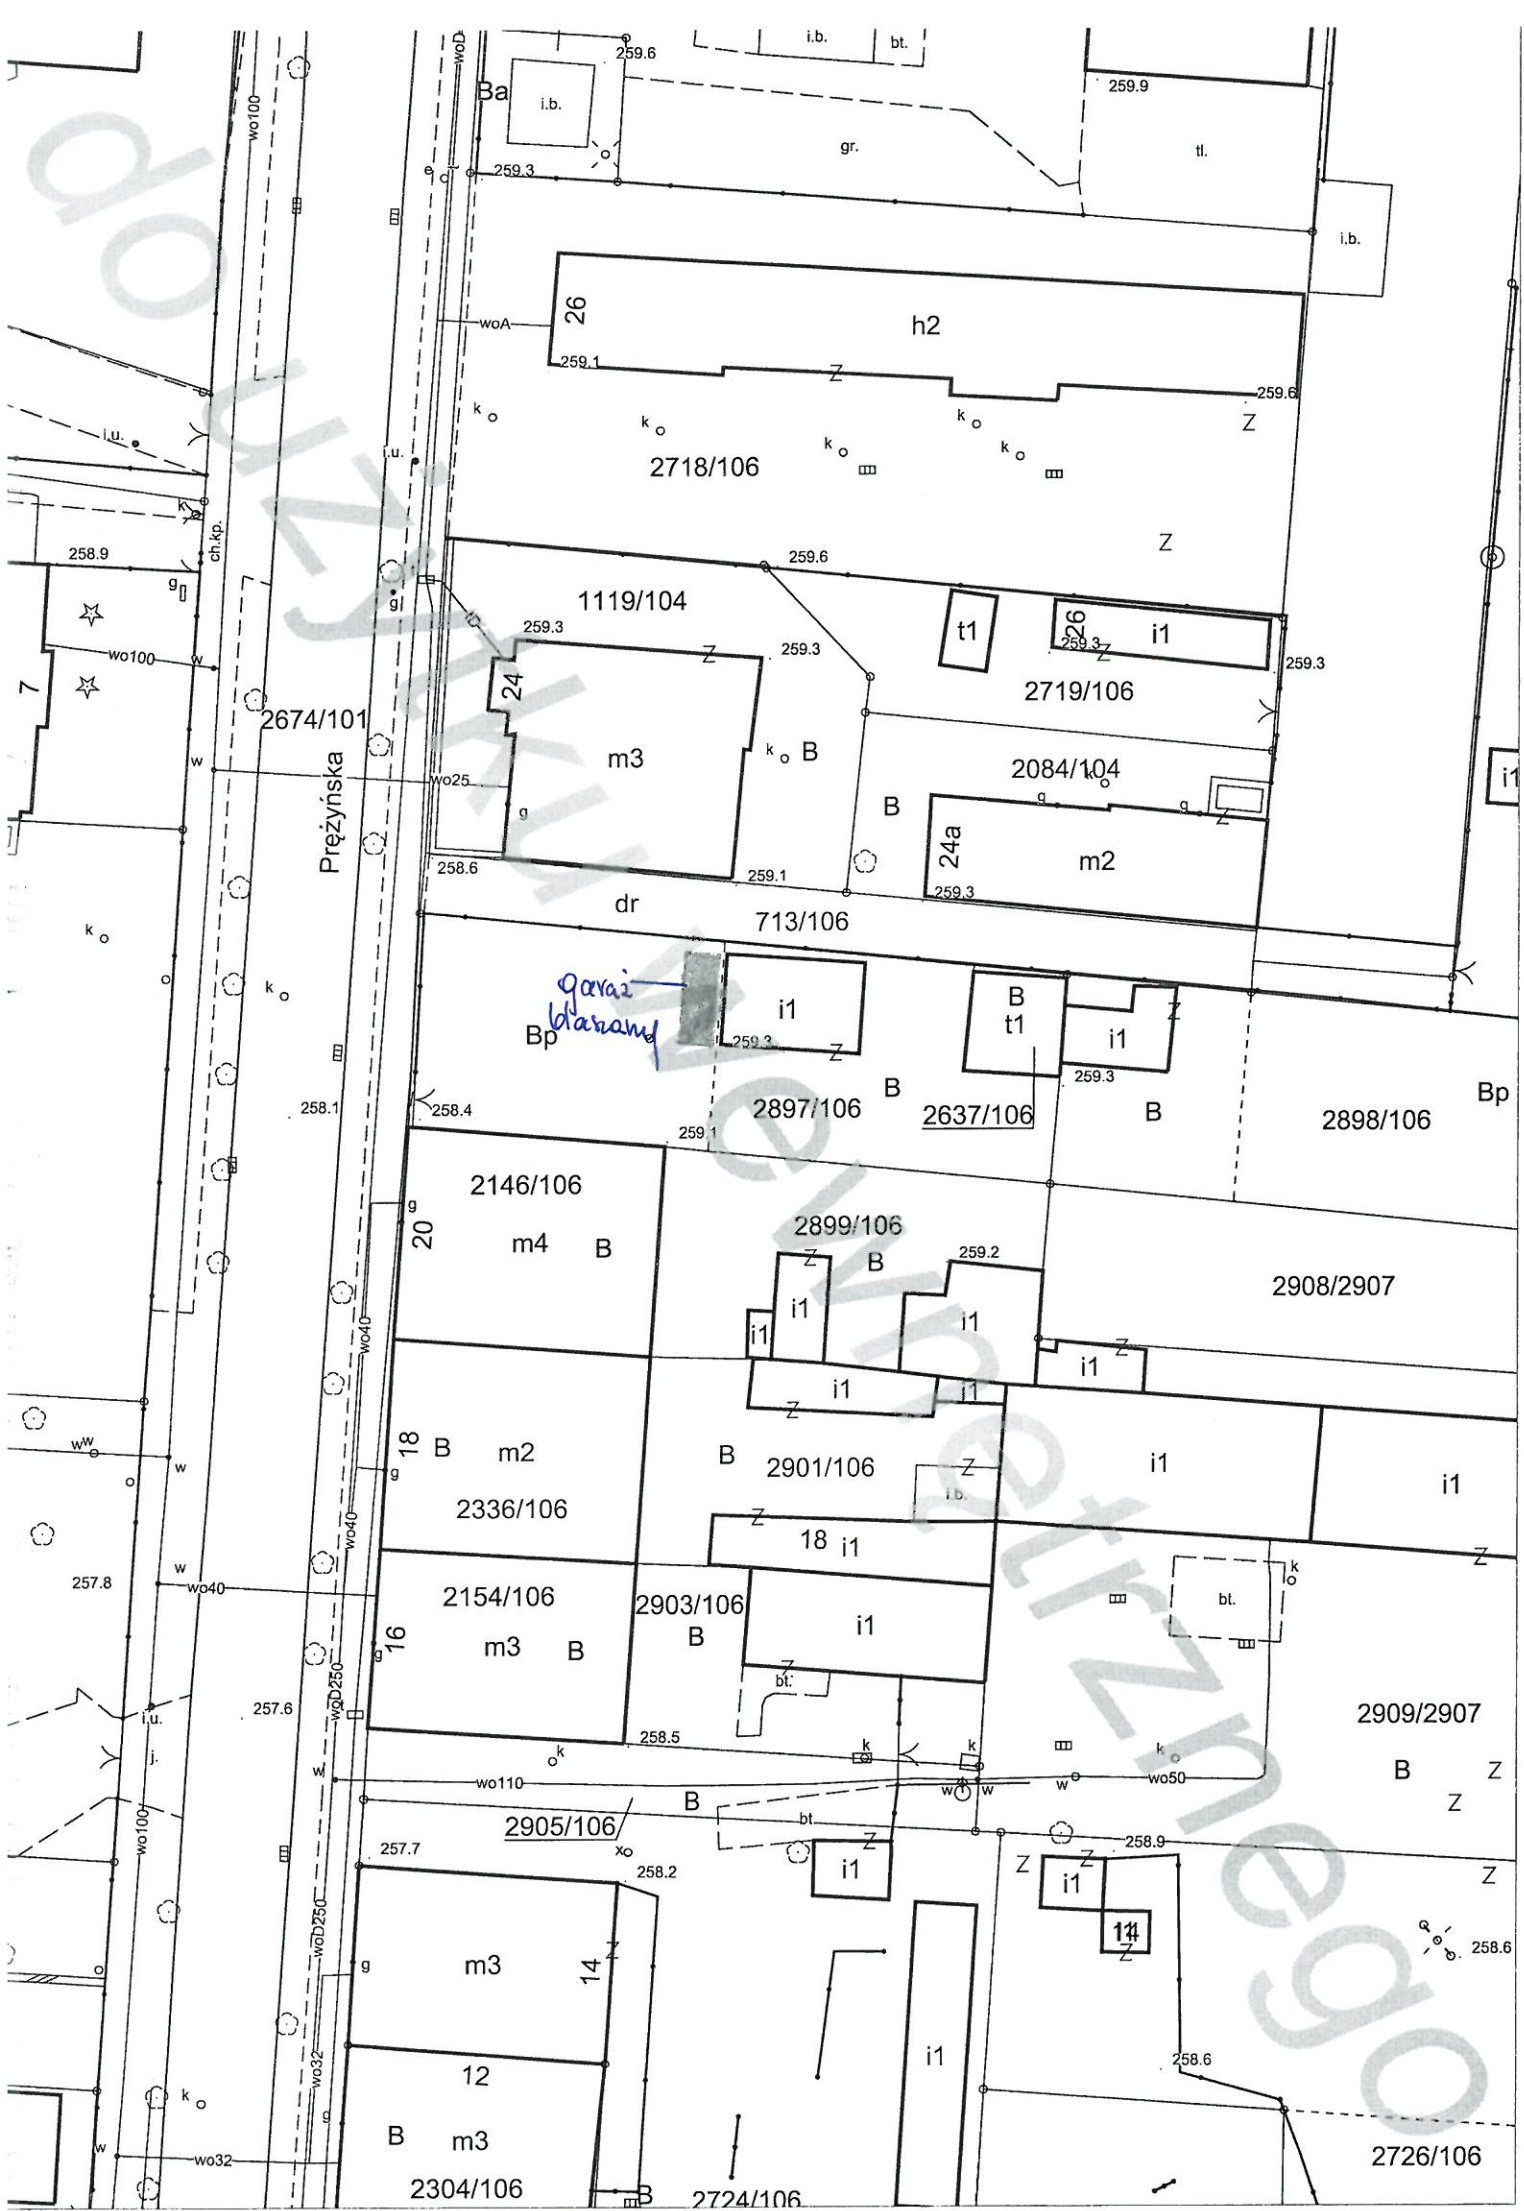 259.6
i.b.
bt.
woD
Ba
i.b.
259.9
wo100
gr.
tl.
259.3
i.b.
26
h2
woA
259.1
Z
259.6
Z
k
k
k
k
k
i.u.
i.u.
2718/106
k
ch.kp.
Z
258.9
259.6
g
g
1119/104
t1
26
i1
259.3
Z
259.3
Z
259.3
259.3
wo100
w
24
7
2719/106
2674/101
m3
k
B
i1
w
wo25
2084/104
k
Prężyńska
B
g
g
g
Z
24a
m2
258.6
259.1
259.3
dr
713/106
k
k
garaż
blaszany
i1
B
t1
Z
i1
Bp
259.3
Z
259.3
Bp
258.1
258.4
2897/106
B
2637/106
B
2898/106
259.1
2146/106
g
20
m4
B
2899/106
Z
B
259.2
2908/2907
i1
i1
i1
wo40
Z
i1
i1
i1
Z
w
w
18
B
m2
B
2901/106
Z
i1
i1
w
g
i.b.
2336/106
wo40
Z
18
i1
Z
w
k
257.8
wo40
2154/106
2903/106
bt.
16
m3
B
B
i1
g
Z
bt.
woD250
257.6
2909/2907
i.u.
258.5
j.
k
k
k
k
B
Z
w
wo110
w
w
w
wo50
B
Z
wo100
2905/106
bt
257.7
258.2
Z
258.9
i1
Z
Z
i1
Z
14
Z
258.6
woD250
g
m3
14
Z
i1
258.6
wo32
12
k
g
B
m3
w
wo32
2726/106
2304/106
B
2724/106
do użytku wewnętrznego